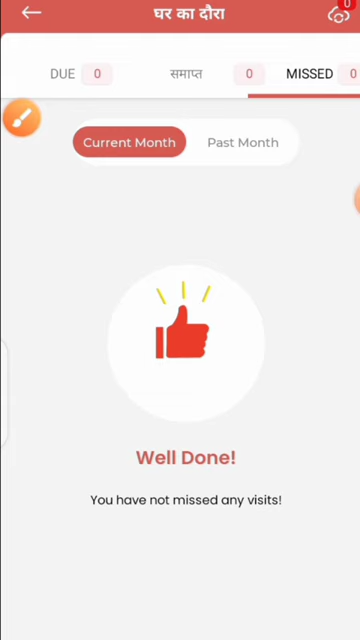 घर का दौरा
0
DUE 0 समाप्त 0 MISSED 0
Current Month Past Month
Well Done!
You have not missed any visits!